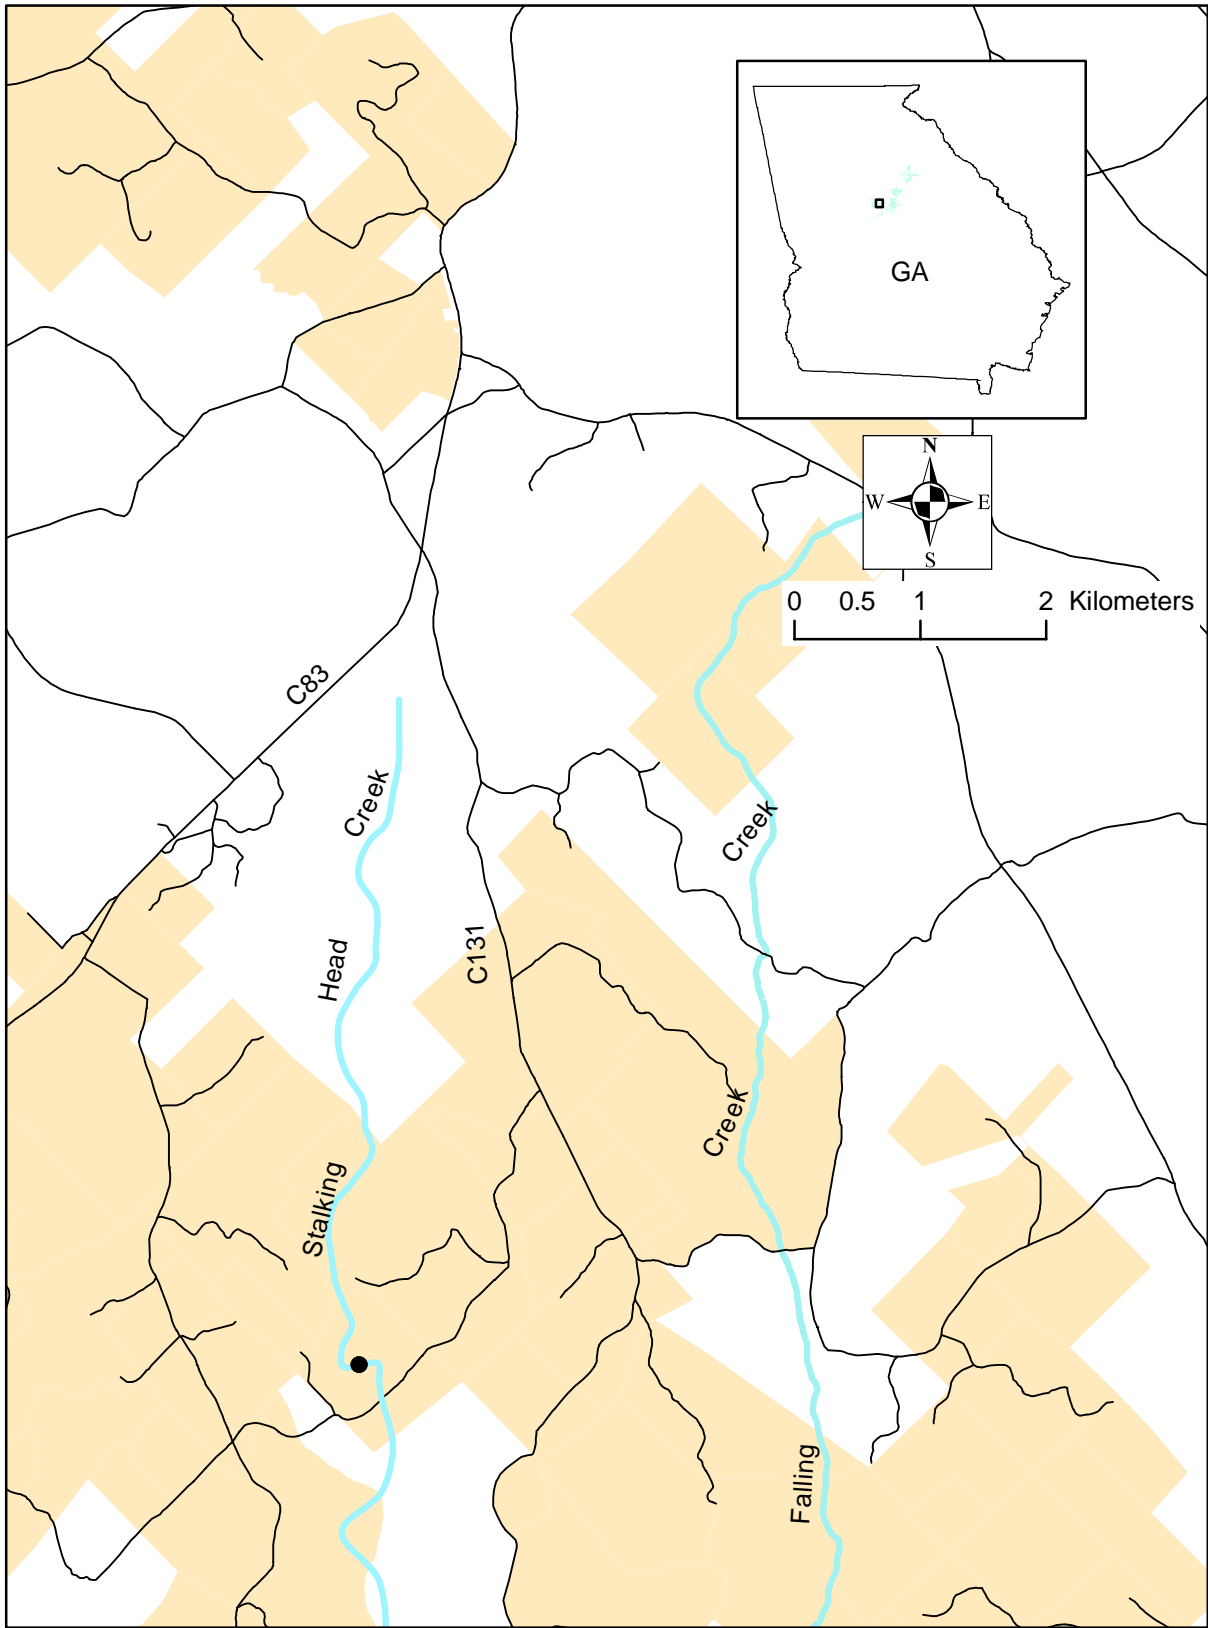 GA
N
W E
S
0 0.5 1 2 Kilometers
C83
Creek
Creek
Head
C131
Creek
Stalking
Falling